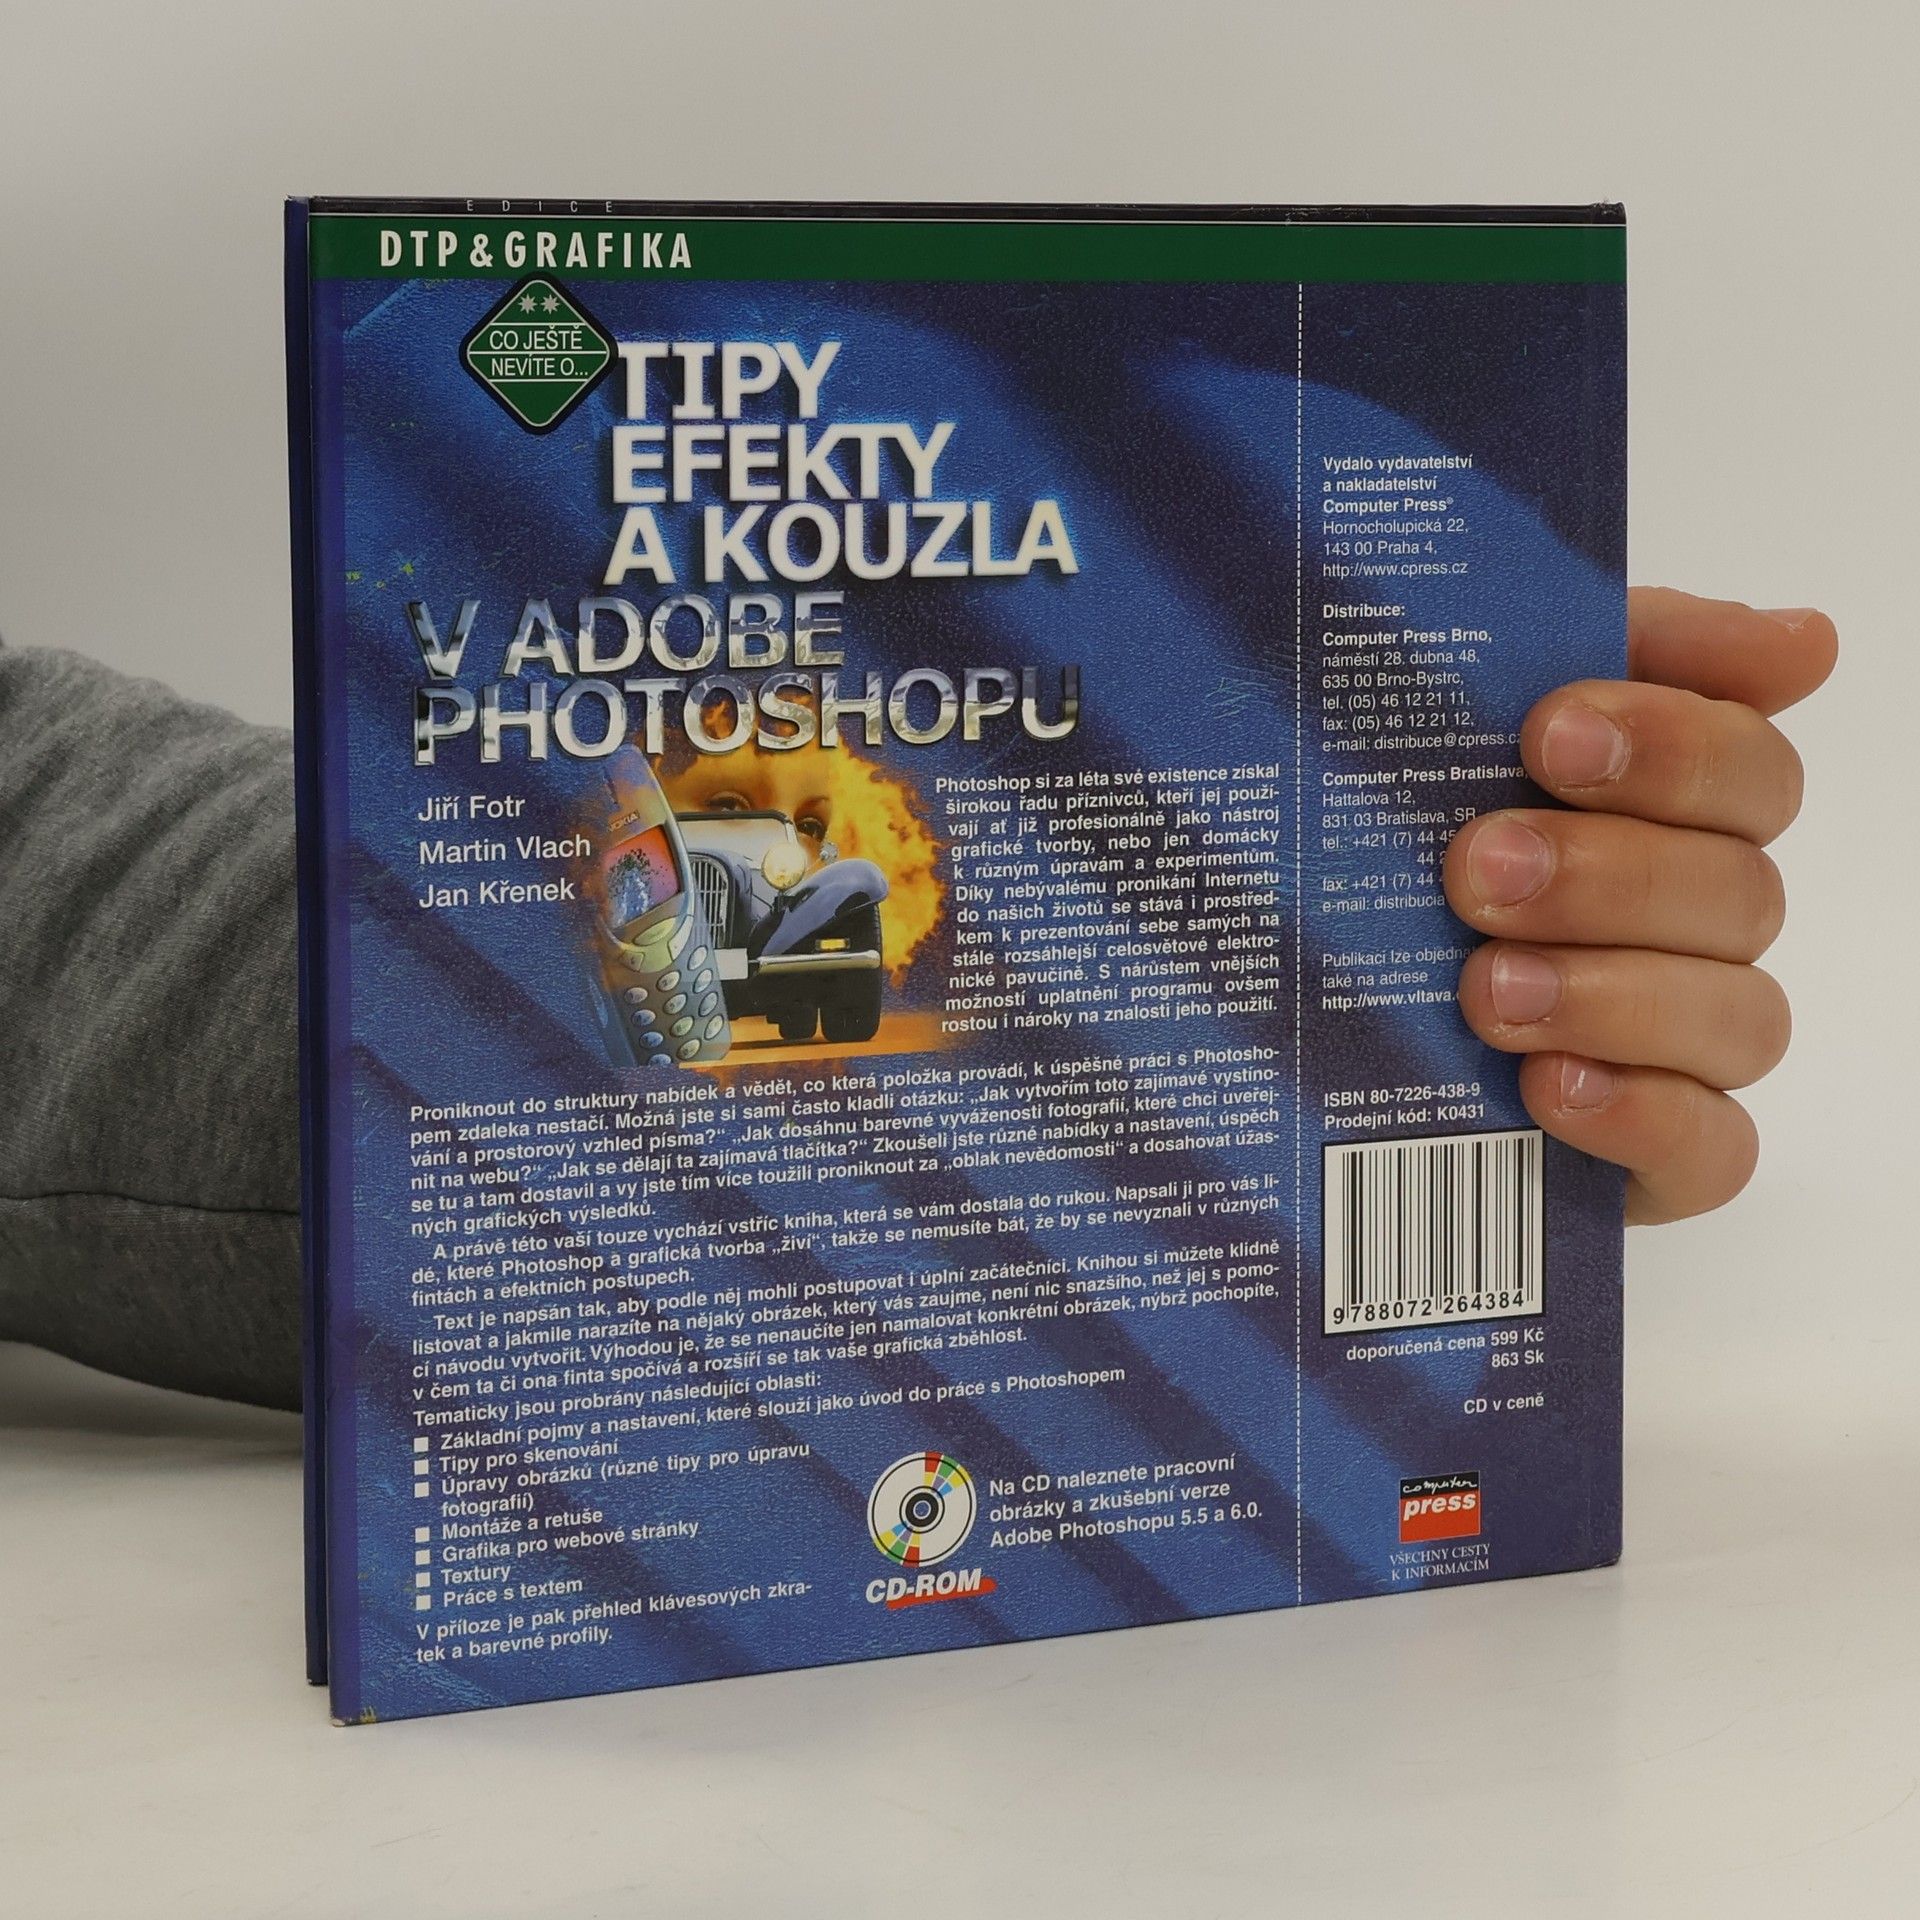 EDICE
DTP & GRAFIKA
CO JEŠTĚ
NEVÍTE O...
TIPY
EFEKTY
A KOUZLA
V ADOBE
PHOTOSHOPU
Jiří Fotr
Martin Vlach
Jan Křenek
NOKIA
Photoshop si za léta své existence získal
širokou řadu příznivců, kteří jej použí-
vají ať již profesionálně jako nástroj
grafické tvorby, nebo jen domácky
k různým úpravám a experimentům.
Díky nebývalému pronikání Internetu
do našich životů se stává i prostřed-
kem k prezentování sebe samých na
stále rozsáhlejší celosvětové elektro-
nické pavučině. S nárůstem vnějších
možností uplatnění programu ovšem
rostou i nároky na znalosti jeho použití.
Proniknout do struktury nabídek a vědět, co která položka provádí, k úspěšné práci s Photosho-
pem zdaleka nestačí. Možná jste si sami často kladli otázku: „Jak vytvořím toto zajímavé vystíno-
vání a prostorový vzhled písma?“ „Jak dosáhnu barevné vyváženosti fotografií, které chci uveřej-
nit na webu?“ „Jak se dělají ta zajímavá tlačítka?“ Zkoušeli jste různé nabídky a nastavení, úspěch
se tu a tam dostavil a vy jste tím více toužili proniknout za „oblak nevědomosti“ a dosahovat úžas-
ných grafických výsledků.
A právě této vaší touze vychází vstříc kniha, která se vám dostala do rukou. Napsali ji pro vás li-
dé, které Photoshop a grafická tvorba „živí“, takže se nemusíte bát, že by se nevyznali v různých
fintách a efektních postupech.
Text je napsán tak, aby podle něj mohli postupovat i úplní začátečníci. Knihou si můžete klidně
listovat a jakmile narazíte na nějaký obrázek, který vás zaujme, není nic snazšího, než jej s pomo-
cí návodu vytvořit. Výhodou je, že se nenaučíte jen namalovat konkrétní obrázek, nýbrž pochopíte,
v čem ta či ona finta spočívá a rozšíří se tak vaše grafická zběhlost.
Tematicky jsou probrány následující oblasti:
■ Základní pojmy a nastavení, které slouží jako úvod do práce s Photoshopem
■ Tipy pro skenování
■ Úpravy obrázků (různé tipy pro úpravu
fotografií)
■ Montáže a retuše
■ Grafika pro webové stránky
■ Textury
■ Práce s textem
V příloze je pak přehled klávesových zkra-
tek a barevné profily.
CD-ROM
Na CD naleznete pracovní
obrázky a zkušební verze
Adobe Photoshopu 5.5 a 6.0.
Vydalo vydavatelství
a nakladatelství
Computer Press®
Hornocholupická 22,
143 00 Praha 4,
http://www.cpress.cz
Distribuce:
Computer Press Brno,
náměstí 28. dubna 48,
635 00 Brno-Bystrc,
tel. (05) 46 12 21 11,
fax: (05) 46 12 21 12,
e-mail: distribuce@cpress.cz
Computer Press Bratislava,
Hattalova 12,
831 03 Bratislava, SR
tel.: +421 (7) 44 45
44 2
fax: +421 (7) 44
e-mail: distribucia
Publikaci lze objedna
také na adrese
http://www.vltava.
ISBN 80-7226-438-9
Prodejní kód: K0431
9 788072 264384
doporučená cena 599 Kč
863 Sk
CD v ceně
computer
press
VŠECHNY CESTY
K INFORMACÍM